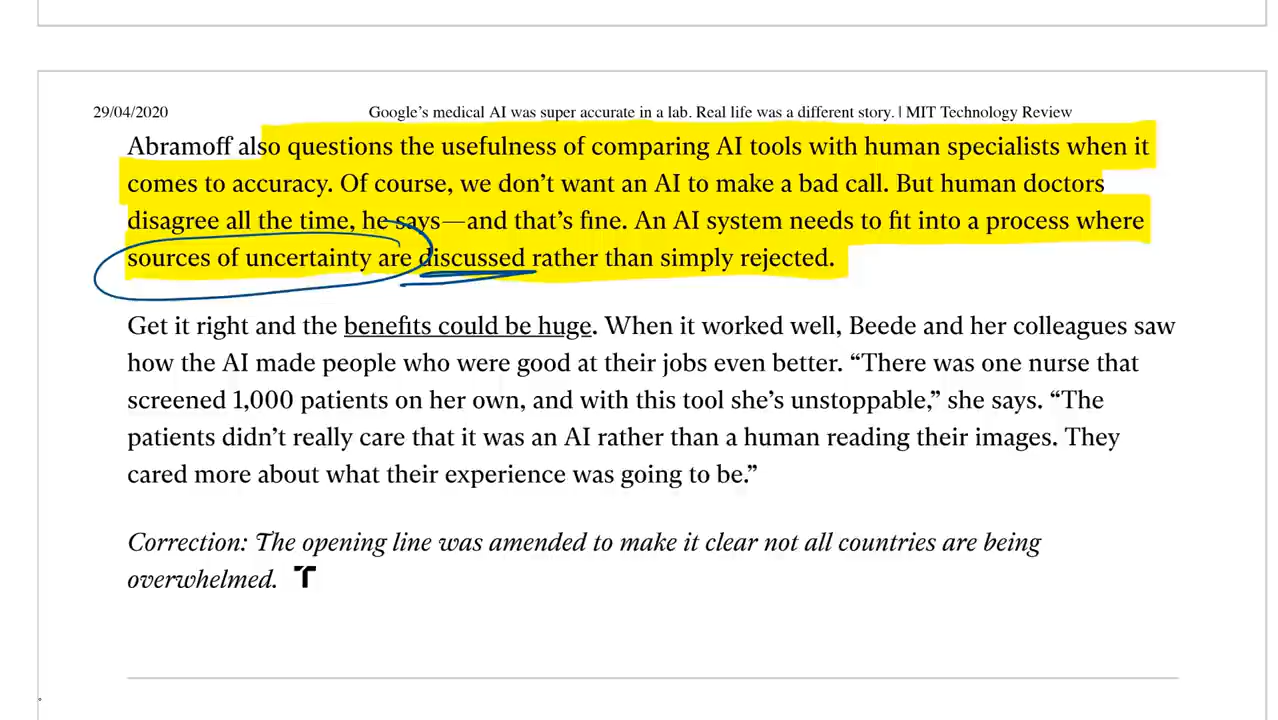 29/04/2020 Google’s medical AI was super accurate in a lab. Real life was a different story. | MIT Technology Review
Abramoff also questions the usefulness of comparing AI tools with human specialists when it
comes to accuracy. Of course, we don’t want an AI to make a bad call. But human doctors
disagree all the time, he says—and that’s fine. An AI system needs to fit into a process where
sources of uncertainty are discussed rather than simply rejected.
Get it right and the benefits could be huge. When it worked well, Beede and her colleagues saw
how the AI made people who were good at their jobs even better. “There was one nurse that
screened 1,000 patients on her own, and with this tool she’s unstoppable,” she says. “The
patients didn’t really care that it was an AI rather than a human reading their images. They
cared more about what their experience was going to be.”
Correction: The opening line was amended to make it clear not all countries are being
overwhelmed. T